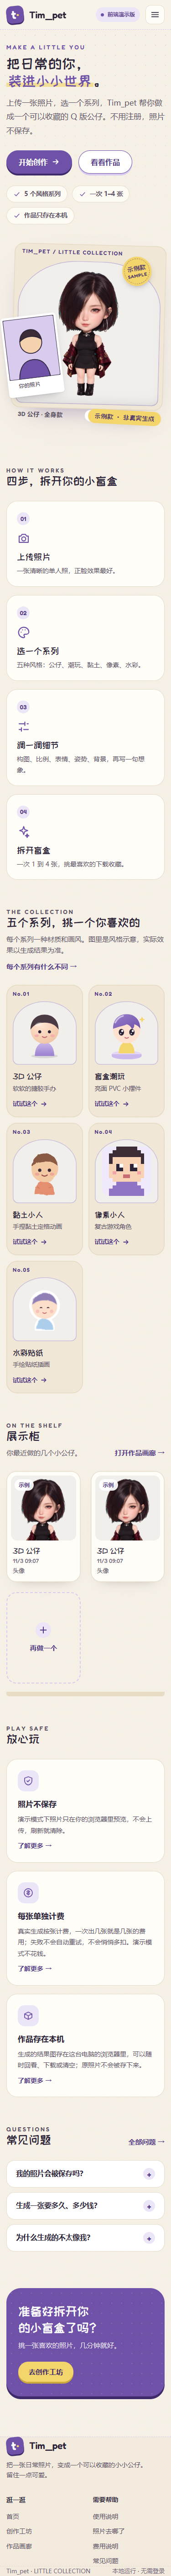 Tim_pet
前端演示版
MAKE A LITTLE YOU
把日常的你，
装进小小世界。
上传一张照片，选一个系列，Tim_pet 帮你做
成一个可以收藏的 Q 版公仔。不用注册，照片
不保存。
开始创作 →
看看作品
✓ 5 个风格系列
✓ 一次 1–4 张
✓ 作品只存在本机
TIM_PET / LITTLE COLLECTION
示例款
SAMPLE
你的照片
3D 公仔 · 全身款
示例款 · 非真实生成
HOW IT WORKS
四步，拆开你的小盲盒
01
上传照片
一张清晰的单人照，正脸效果最好。
02
选一个系列
五种风格：公仔、潮玩、黏土、像素、水彩。
03
调一调细节
构图、比例、表情、姿势、背景，再写一句想
象。
04
拆开盲盒
一次 1 到 4 张，挑最喜欢的下载收藏。
THE COLLECTION
五个系列，挑一个你喜欢的
每个系列一种材质和画风。图里是风格示意，实际效
果以生成结果为准。
每个系列有什么不同 →
No.01
3D 公仔
软软的搪胶手办
试试这个 →
No.02
盲盒潮玩
亮面 PVC 小摆件
试试这个 →
No.03
黏土小人
手捏黏土定格动画
试试这个 →
No.04
像素小人
复古游戏角色
试试这个 →
No.05
水彩贴纸
手绘贴纸插画
试试这个 →
ON THE SHELF
展示柜
你最近做的几个小公仔。
打开作品画廊 →
示例
3D 公仔
11/3 09:07
头像
示例
3D 公仔
11/3 09:07
头像
再做一个
PLAY SAFE
放心玩
照片不保存
演示模式下照片只在你的浏览器里预览，不会上
传，刷新就清除。
了解更多 →
每张单独计费
真实生成按张计费，一次出几张就是几张的费
用；失败不会自动重试，不会悄悄多扣。演示模
式不花钱。
了解更多 →
作品存在本机
生成的结果图存在这台电脑的浏览器里，可以随
时回看、下载或清空；原照片不会被存下来。
了解更多 →
QUESTIONS
常见问题
全部问题 →
我的照片会被保存吗？
生成一张要多久、多少钱？
为什么生成的不太像我？
准备好拆开你
的小盲盒了吗？
挑一张喜欢的照片，几分钟就好。
去创作工坊
Tim_pet
把一张日常照片，变成一个可以收藏的小小公仔。
留住一点可爱。
逛一逛
需要帮助
首页
使用说明
创作工坊
照片去哪了
作品画廊
费用说明
常见问题
Tim_pet · LITTLE COLLECTION
本地运行 · 无需登录